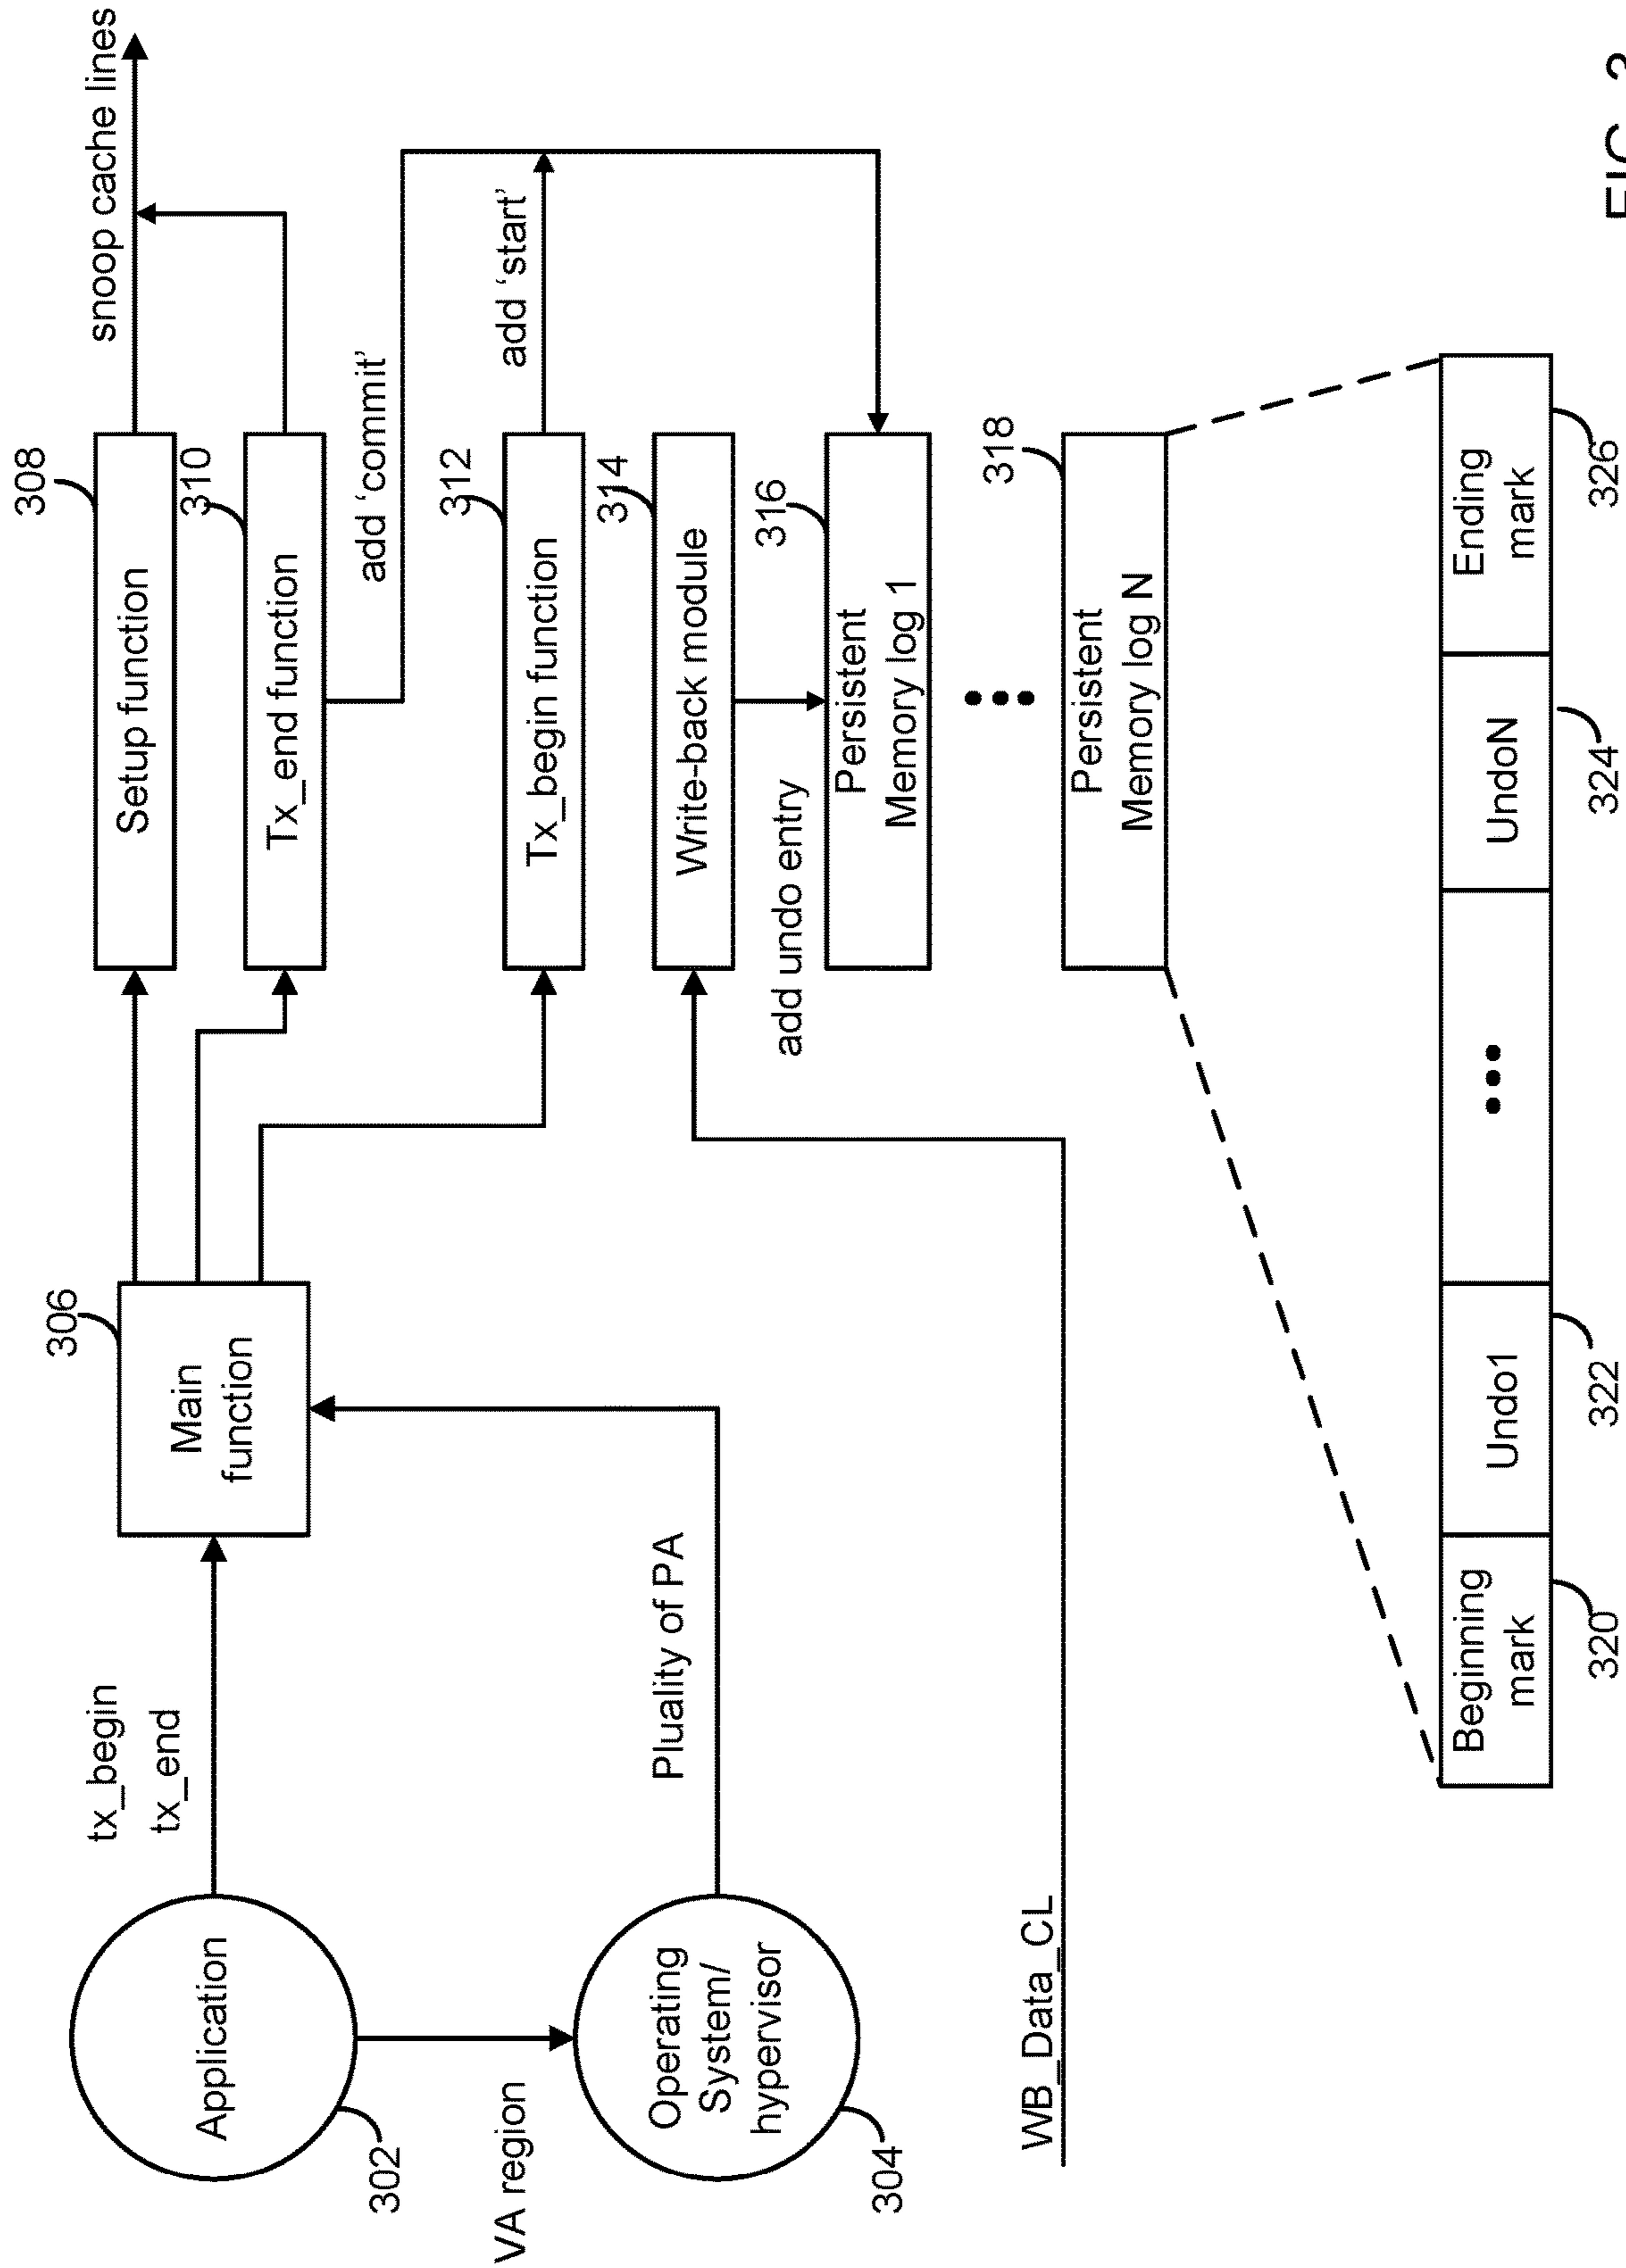 snoop cache lines
308
Setup function
310
Tx_end function
306
Main
function
tx_begin
tx_end
Application
302
add ‘commit’
add ‘start’
312
Tx_begin function
VA region
314
Write-back module
Pluality of PA
Operating
System/
hypervisor
304
316
add undo entry
Persistent
Memory log 1
•••
318
Persistent
Memory log N
WB_Data_CL
Beginning
mark
Undo1
•••
UndoN
Ending
mark
320
322
324
326